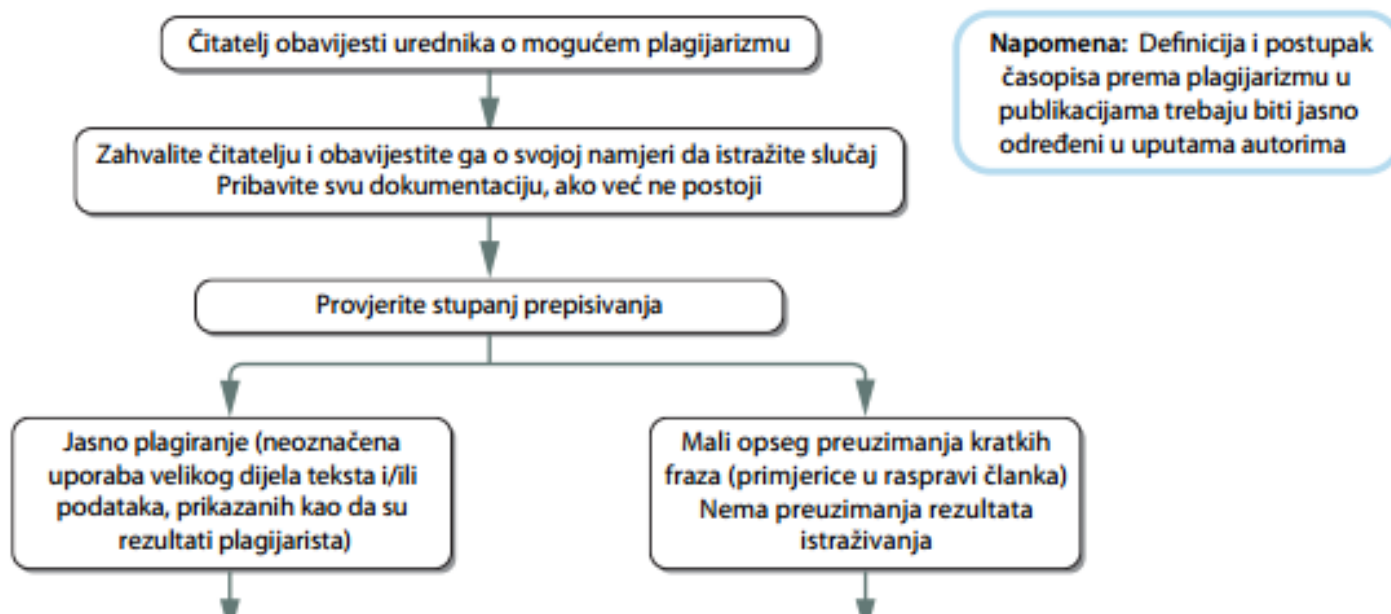 Čitatelj obavijesti urednika o mogućem plagijarizmu
Napomena: Definicija i postupak
časopisa prema plagijarizmu u
publikacijama trebaju biti jasno
određeni u uputama autorima
Zahvalite čitatelju i obavijestite ga o svojoj namjeri da istražite slučaj
Pribavite svu dokumentaciju, ako već ne postoji
Provjerite stupanj prepisivanja
Jasno plagiranje (neoznačena
uporaba velikog dijela teksta i/ili
podataka, prikazanih kao da su
rezultati plagijarista)
Mali opseg preuzimanja kratkih
fraza (primjerice u raspravi članka)
Nema preuzimanja rezultata
istraživanja